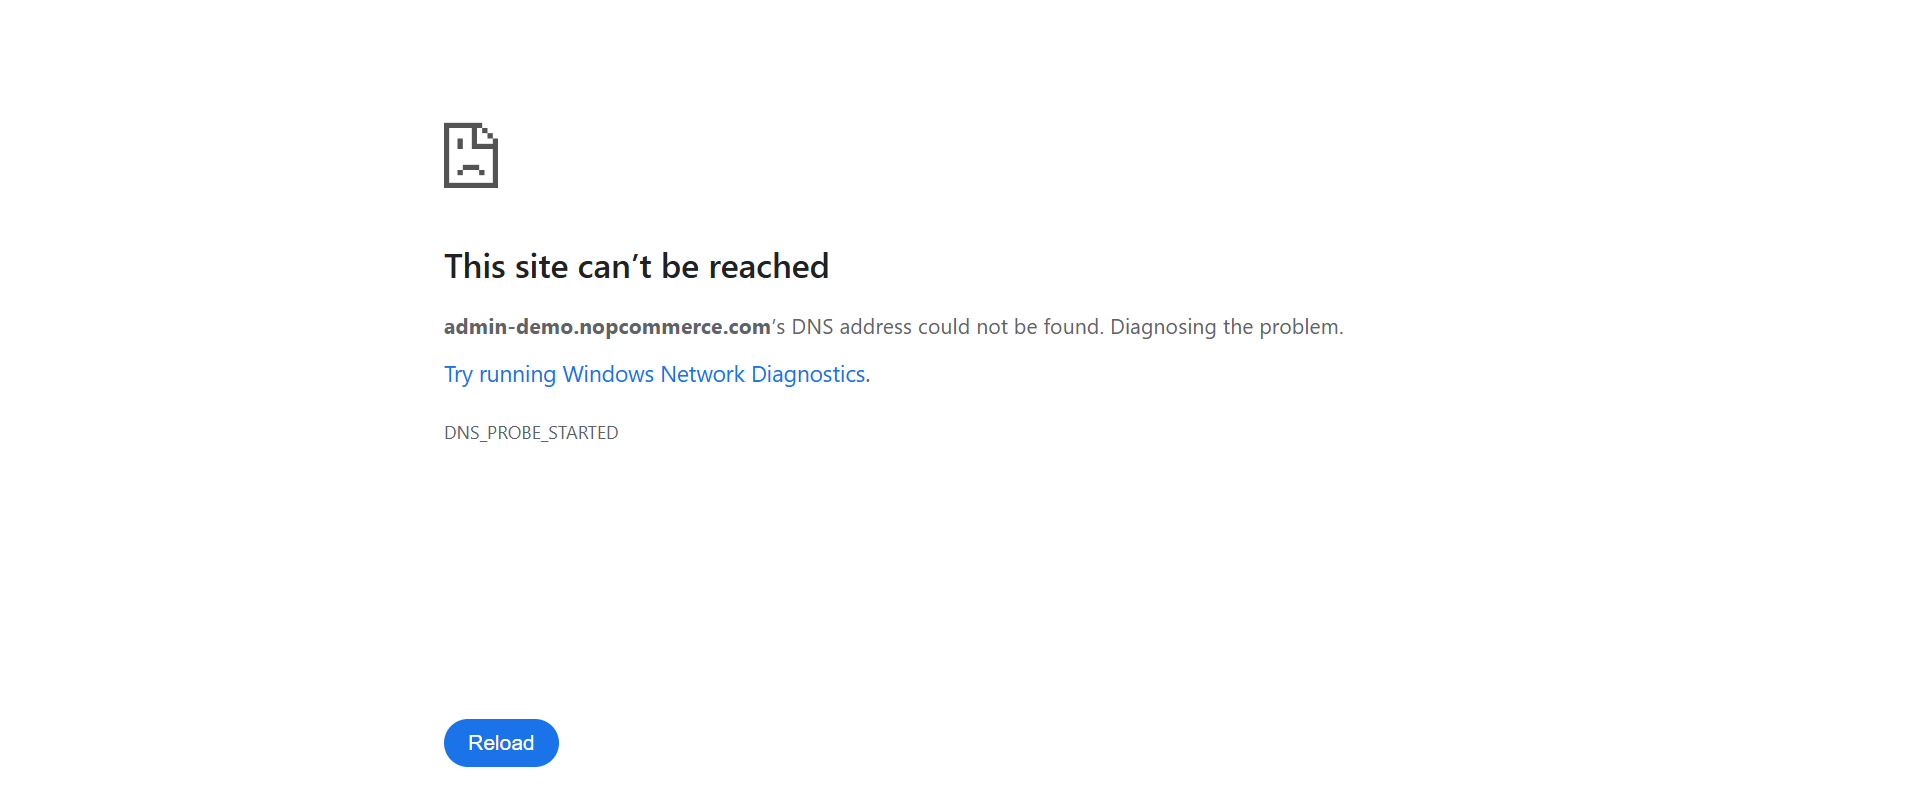 This site can’t be reached
admin-demo.nopcommerce.com’s DNS address could not be found. Diagnosing the problem.
Try running Windows Network Diagnostics.
DNS_PROBE_STARTED
Reload